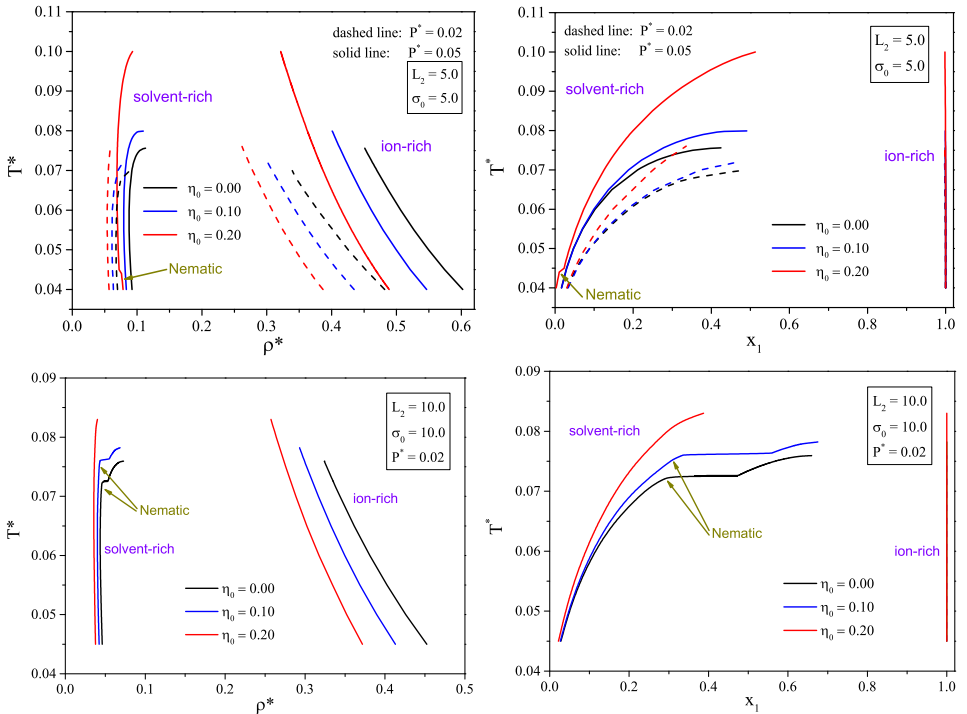 dashed line: P* = 0.02
solid line: P* = 0.05
L₂ = 5.0
σ₀ = 5.0
solvent-rich
ion-rich
η₀ = 0.00
η₀ = 0.10
η₀ = 0.20
Nematic
0.10
0.09
0.08
0.07
0.06
0.05
0.04
T*
0.0 0.1 0.2 0.3 0.4 0.5 0.6
ρ*
dashed line: P* = 0.02
solid line: P* = 0.05
L₂ = 5.0
σ₀ = 5.0
solvent-rich
ion-rich
η₀ = 0.00
η₀ = 0.10
η₀ = 0.20
Nematic
0.10
0.09
0.08
0.07
0.06
0.05
0.04
T*
0.0 0.2 0.4 0.6 0.8 1.0
x₁
L₂ = 10.0
σ₀ = 10.0
P* = 0.02
ion-rich
Nematic
solvent-rich
η₀ = 0.00
η₀ = 0.10
η₀ = 0.20
0.09
0.08
0.07
0.06
0.05
0.04
T*
0.0 0.1 0.2 0.3 0.4 0.5
ρ*
L₂ = 10.0
σ₀ = 10.0
P* = 0.02
solvent-rich
Nematic
ion-rich
η₀ = 0.00
η₀ = 0.10
η₀ = 0.20
0.09
0.08
0.07
0.06
0.05
0.04
T*
0.0 0.2 0.4 0.6 0.8 1.0
x₁